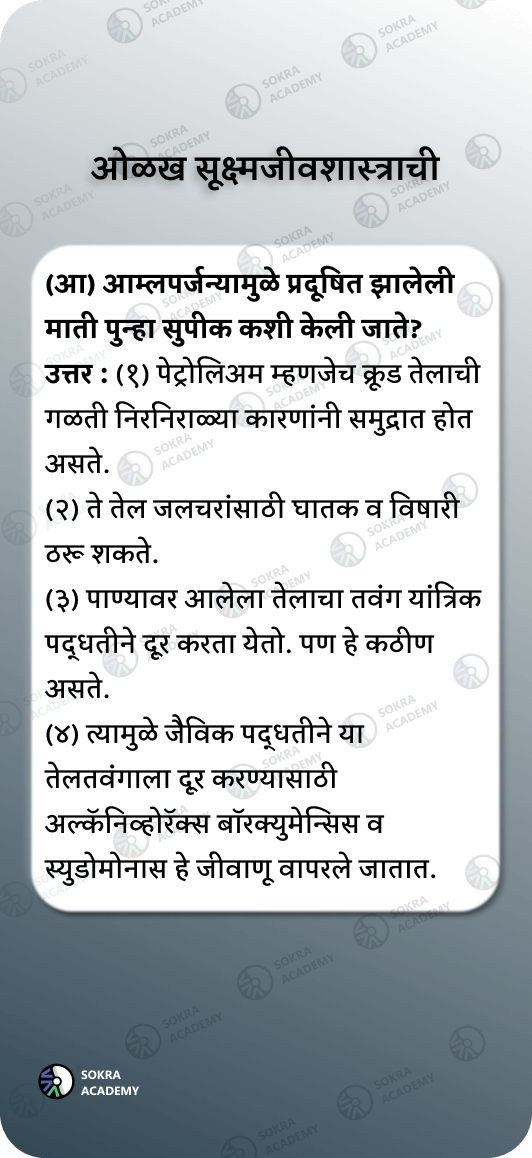 ओळख सूक्ष्मजीवशास्त्राची
(आ) आम्लपर्जन्यामुळे प्रदूषित झालेली
माती पुन्हा सुपीक कशी केली जाते?
उत्तर : (१) पेट्रोलिअम म्हणजेच क्रूड तेलाची
गळती निरनिराळ्या कारणांनी समुद्रात होत
असते.
(२) ते तेल जलचरांसाठी घातक व विषारी
ठरू शकते.
(३) पाण्यावर आलेला तेलाचा तवंग यांत्रिक
पद्धतीने दूर करता येतो. पण हे कठीण
असते.
(४) त्यामुळे जैविक पद्धतीने या
तेलतवंगाला दूर करण्यासाठी
अल्कॅनिव्होरॅक्स बॉरक्युमेन्सिस व
स्युडोमोनास हे जीवाणू वापरले जातात.
SOKRA
ACADEMY